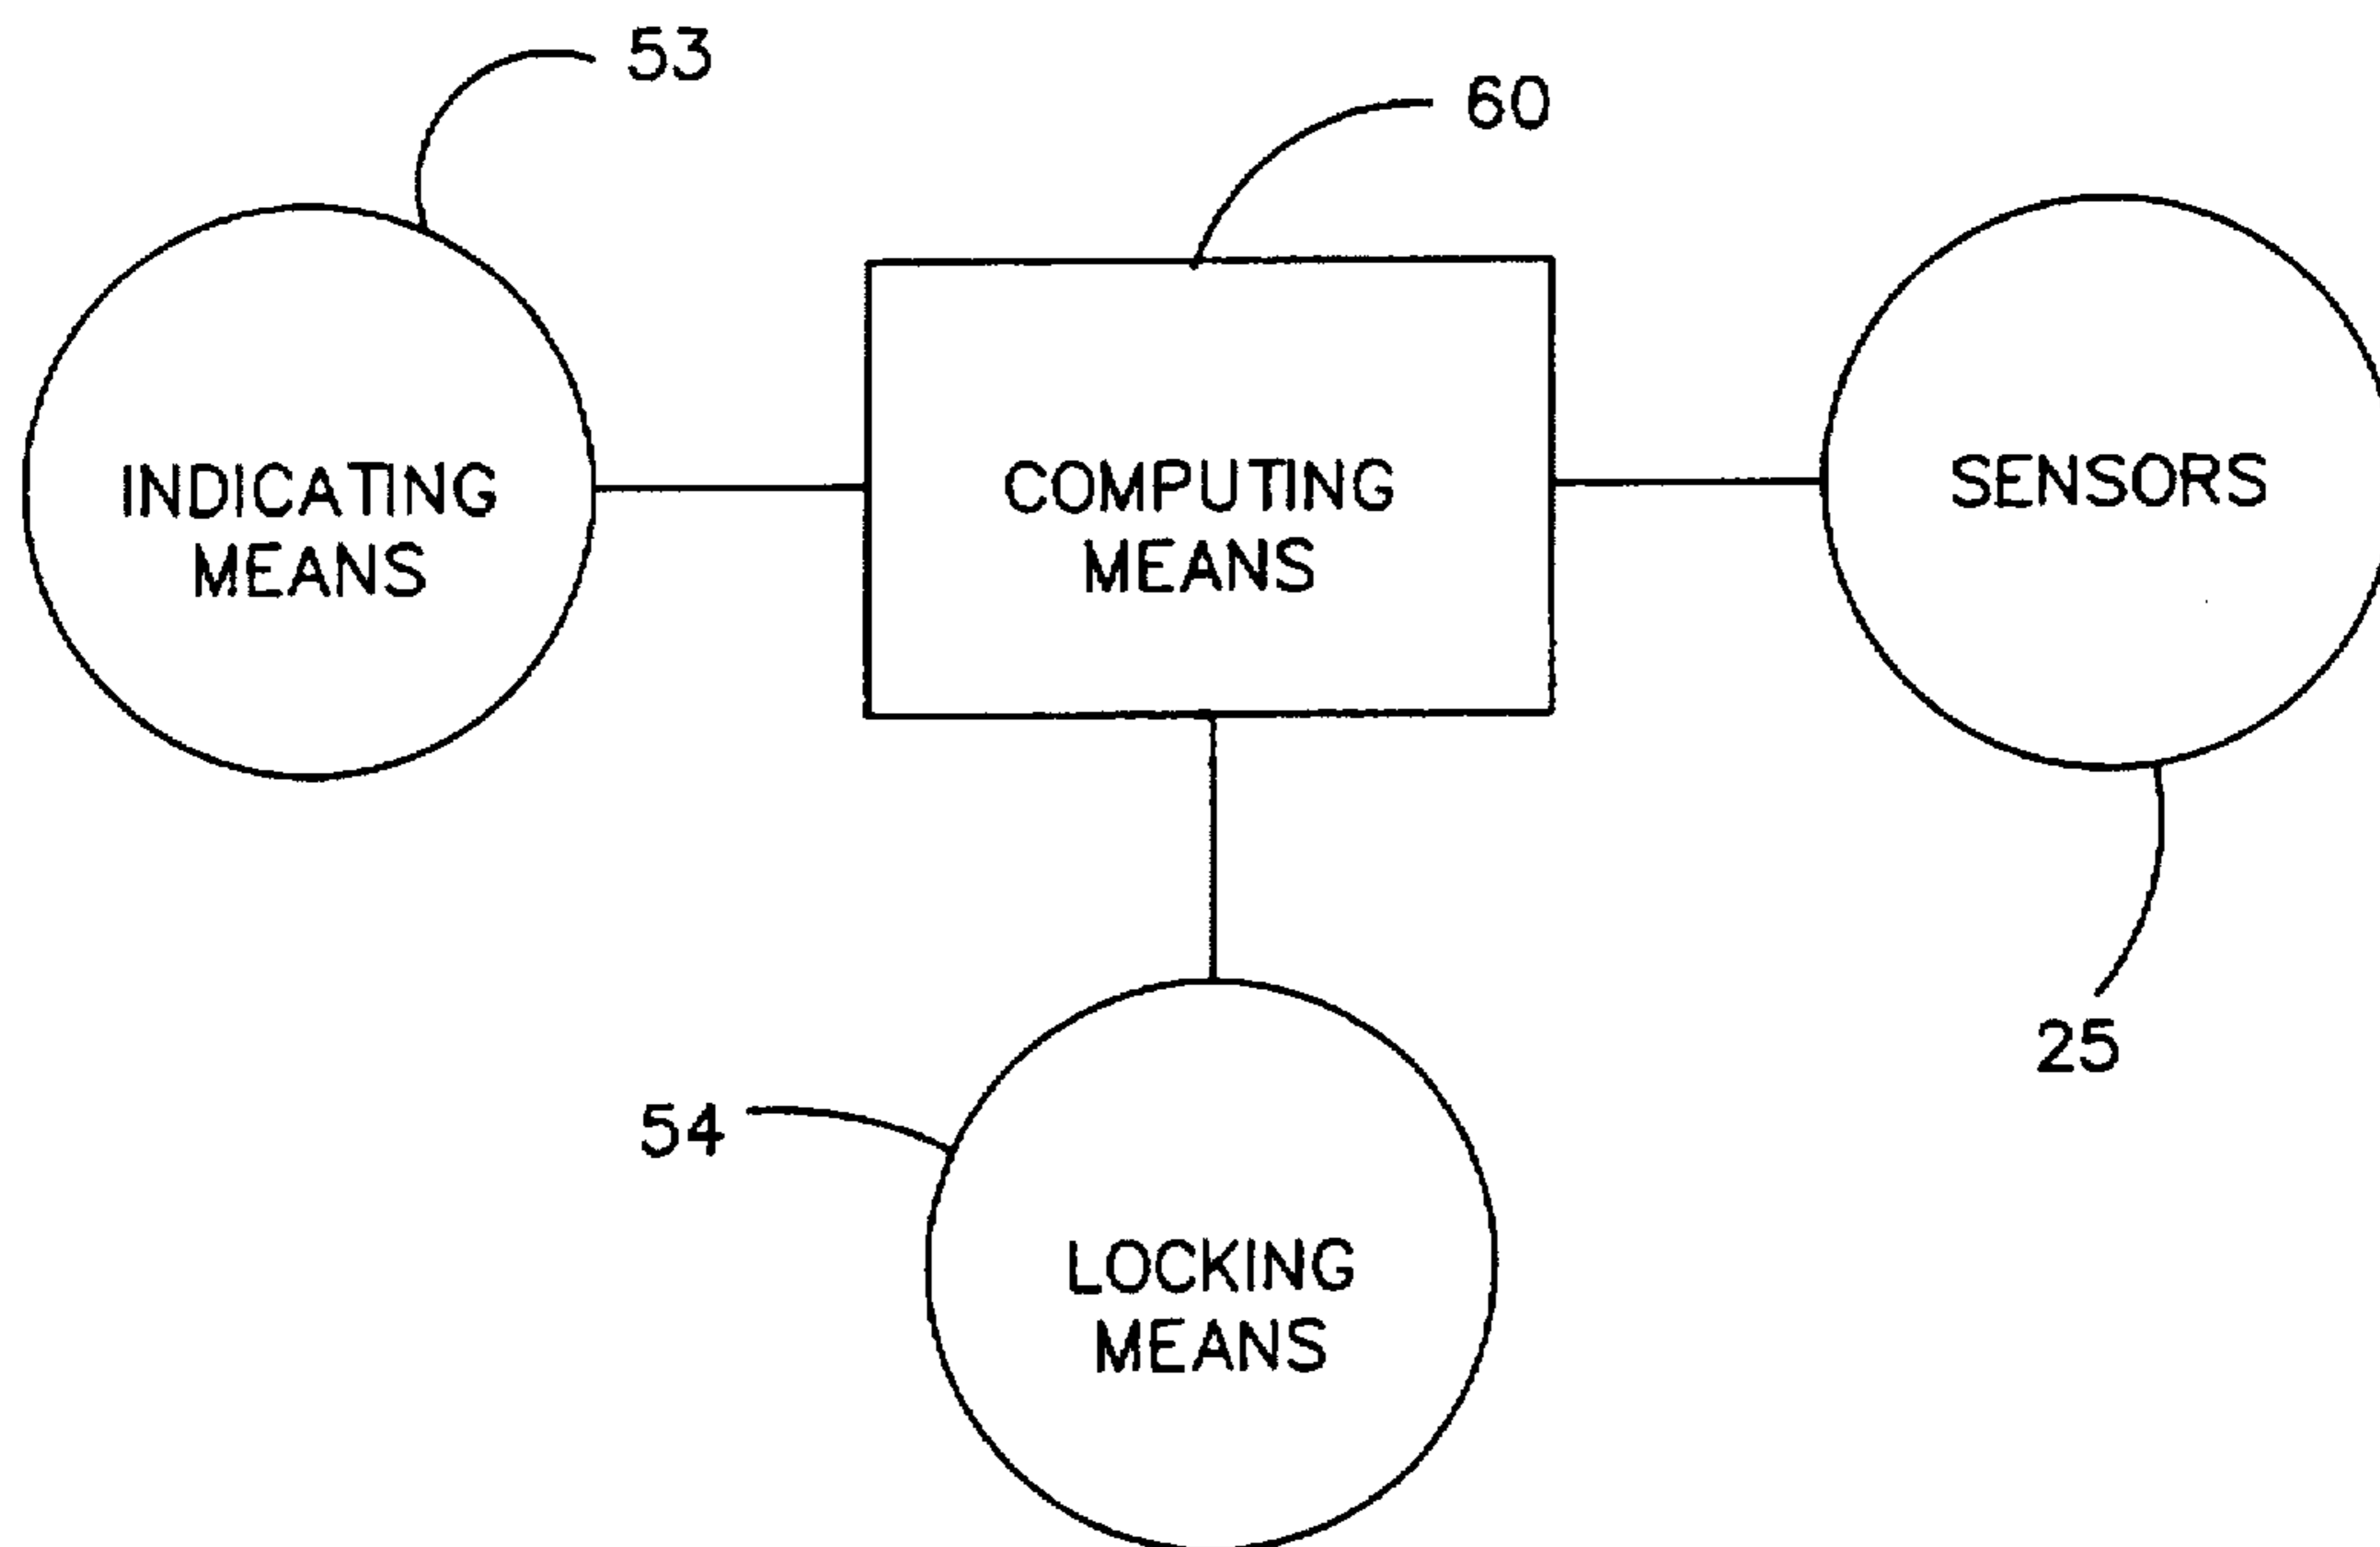 53
60
INDICATING
MEANS
COMPUTING
MEANS
SENSORS
25
54
LOCKING
MEANS